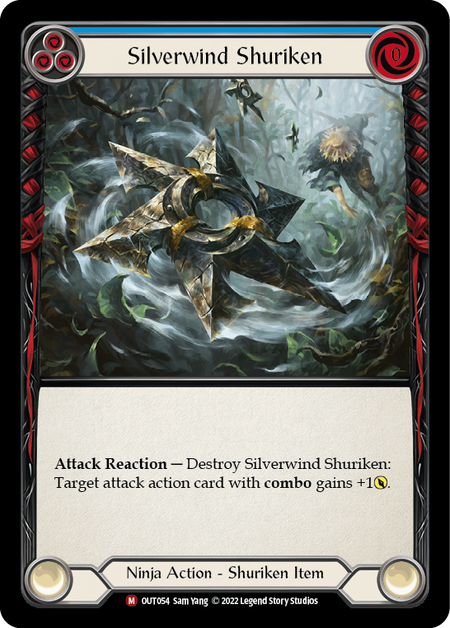 Silverwind Shuriken
0
Attack Reaction — Destroy Silverwind Shuriken:
Target attack action card with combo gains +1.
Ninja Action - Shuriken Item
M OUT054 Sam Yang © 2022 Legend Story Studios